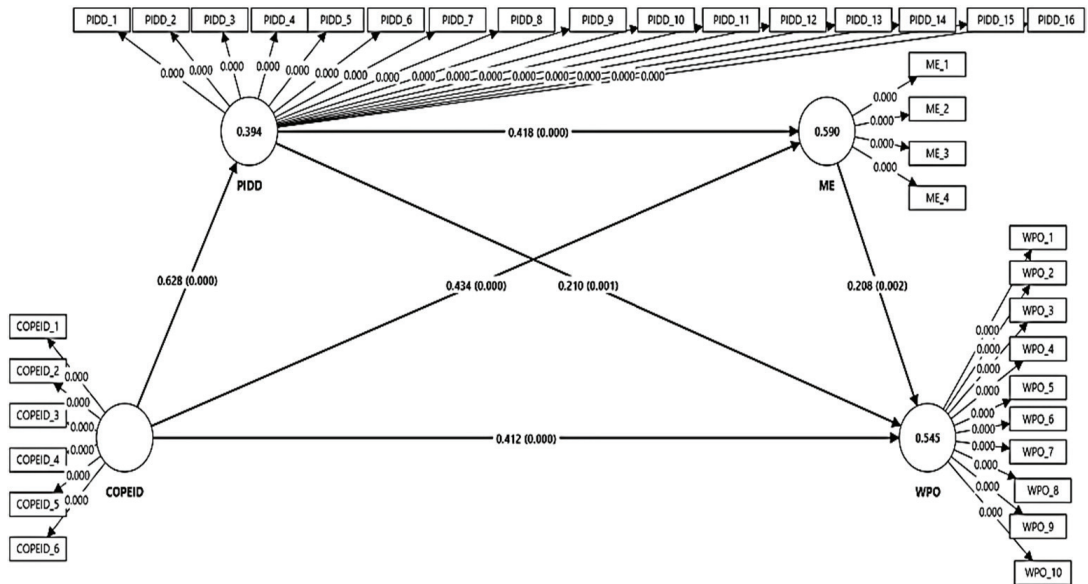 PIDD_1 PIDD_2 PIDD_3 PIDD_4 PIDD_5 PIDD_6 PIDD_7 PIDD_8 PIDD_9 PIDD_10 PIDD_11 PIDD_12 PIDD_13 PIDD_14 PIDD_15 PIDD_16
0.000 0.000 0.000 0.000 0.000 0.000 0.000 0.000 0.000 0.000 0.000 0.000 0.000 0.000 0.000 0.000
0.394
PIDD
0.418 (0.000)
0.590
ME
0.000
0.000
0.000
0.000
ME_1
ME_2
ME_3
ME_4
0.628 (0.000)
0.434 (0.000)
0.210 (0.001)
0.208 (0.002)
COPEID_1
COPEID_2
COPEID_3
COPEID_4
COPEID_5
COPEID_6
0.000
0.000
0.000
0.000
0.000
0.000
COPEID
0.412 (0.000)
0.545
WPO
0.000
0.000
0.000
0.000
0.000
0.000
0.000
0.000
0.000
0.000
WPO_1
WPO_2
WPO_3
WPO_4
WPO_5
WPO_6
WPO_7
WPO_8
WPO_9
WPO_10